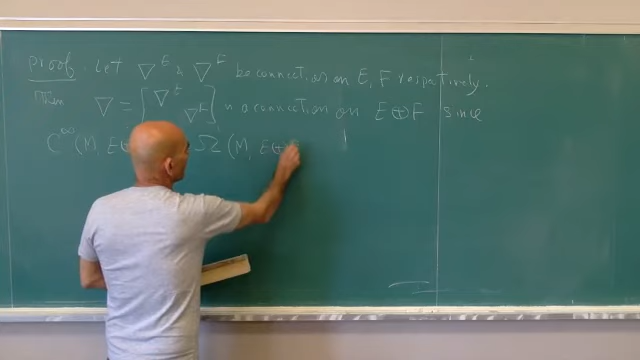 Proof. Let ∇^E & ∇^F be connections on E, F respectively.
Then ∇ = [∇^E ∇^F] is a connection on E⊕F since
C^∞(M, E⊕ Ω(M, E⊕